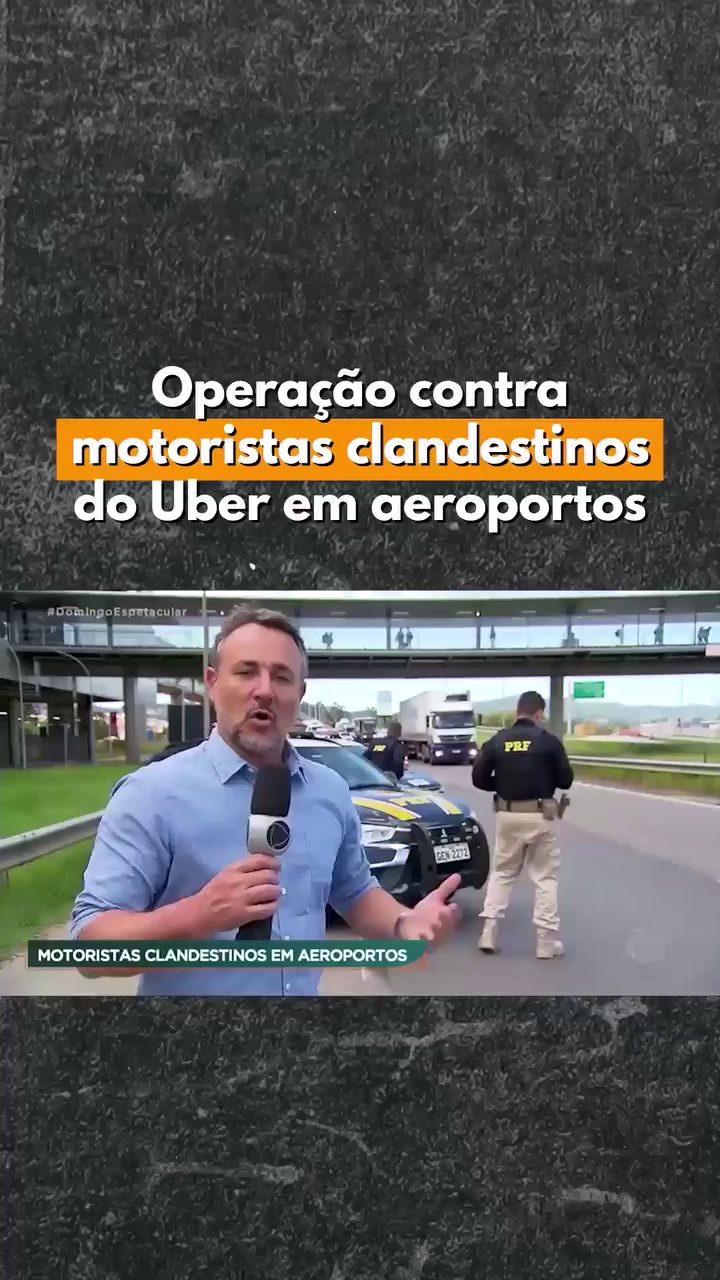 Operação contra
motoristas clandestinos
do Uber em aeroportos
#DomingoEspetacular
PRF
PRF
GEN-2272
MOTORISTAS CLANDESTINOS EM AEROPORTOS